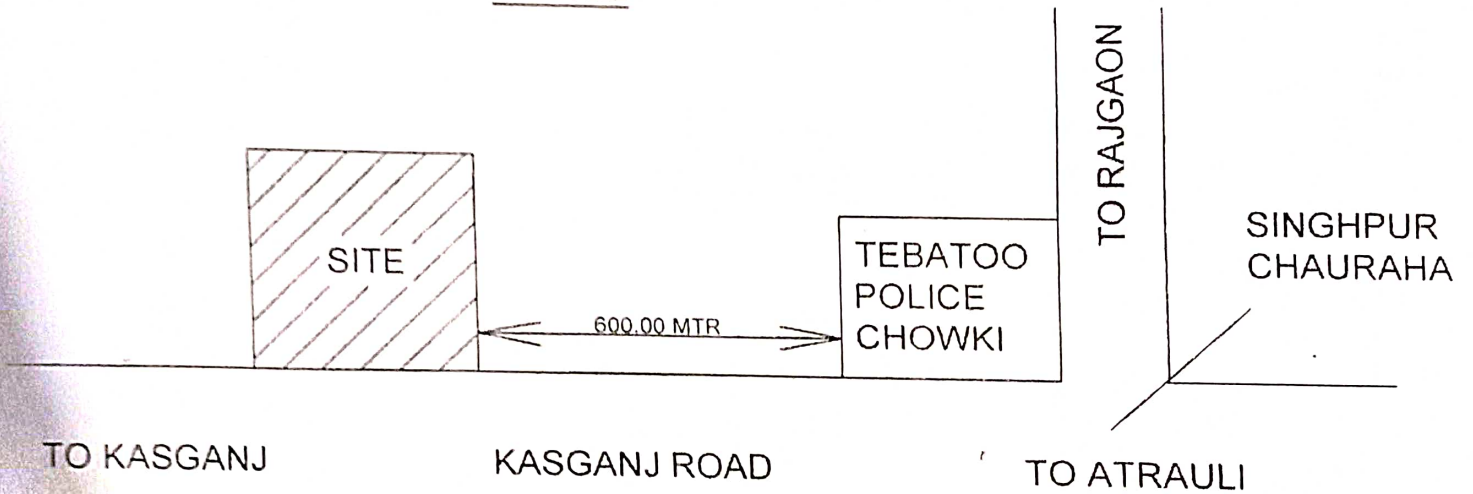 TO RAJGAON
SINGHPUR
CHAURAHA
SITE
600.00 MTR
TEBATOO
POLICE
CHOWKI
TO KASGANJ
KASGANJ ROAD
TO ATRAULI